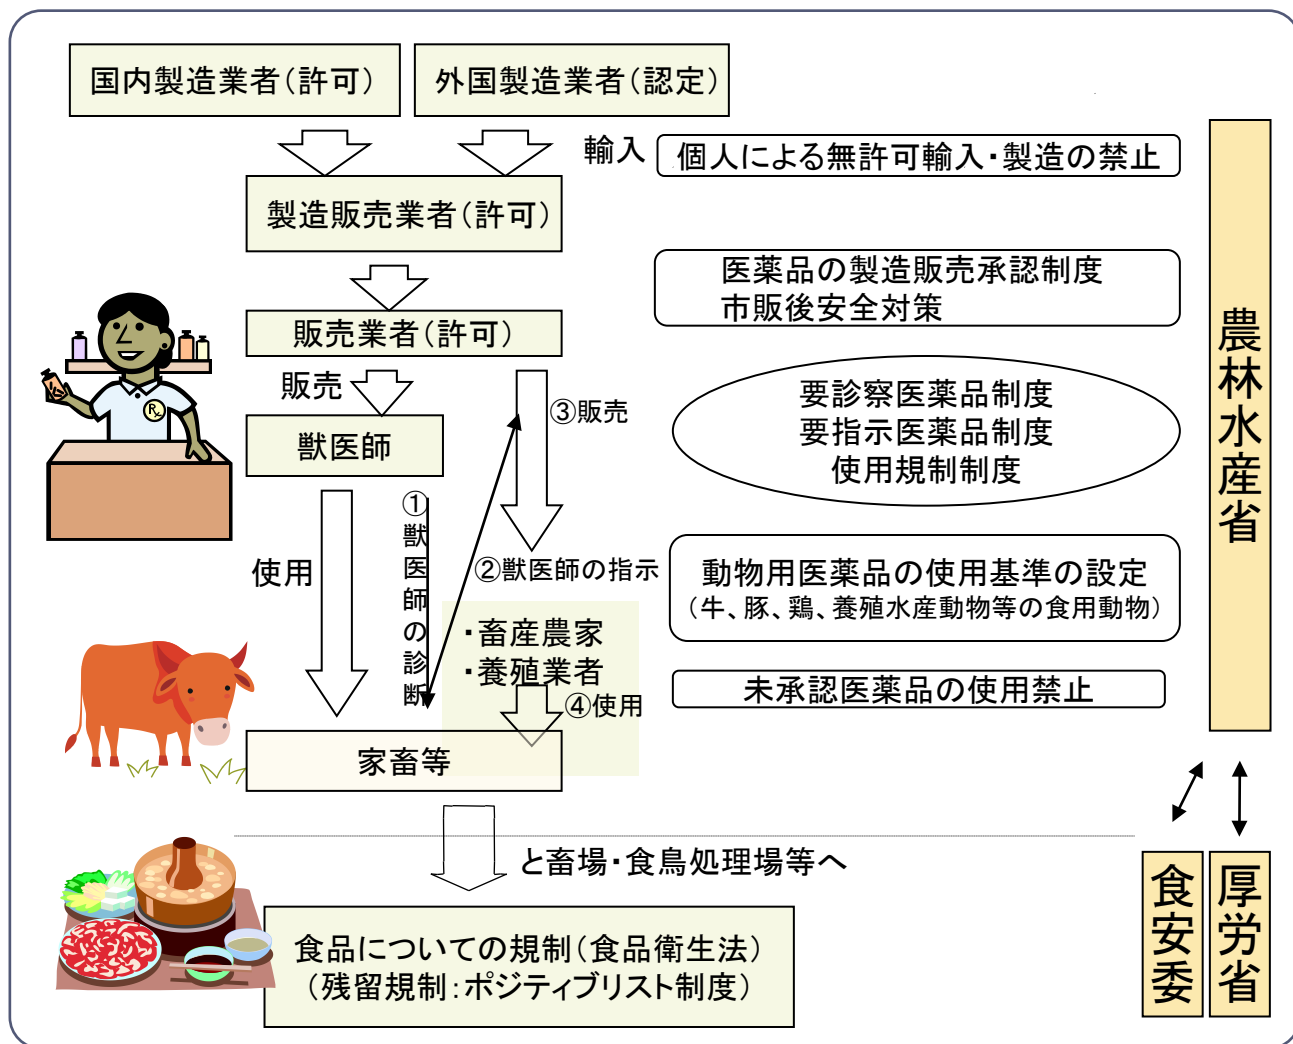 国内製造業者(許可)
外国製造業者(認定)
輸入
個人による無許可輸入・製造の禁止
製造販売業者(許可)
医薬品の製造販売承認制度
市販後安全対策
販売業者(許可)
販売
③販売
獣医師
要診察医薬品制度
要指示医薬品制度
使用規制制度
Rx
①獣医師の診断
使用
②獣医師の指示
動物用医薬品の使用基準の設定
(牛、豚、鶏、養殖水産動物等の食用動物)
・畜産農家
・養殖業者
④使用
未承認医薬品の使用禁止
家畜等
農林水産省
と畜場・食鳥処理場等へ
食品についての規制(食品衛生法)
(残留規制:ポジティブリスト制度)
食安委
厚労省